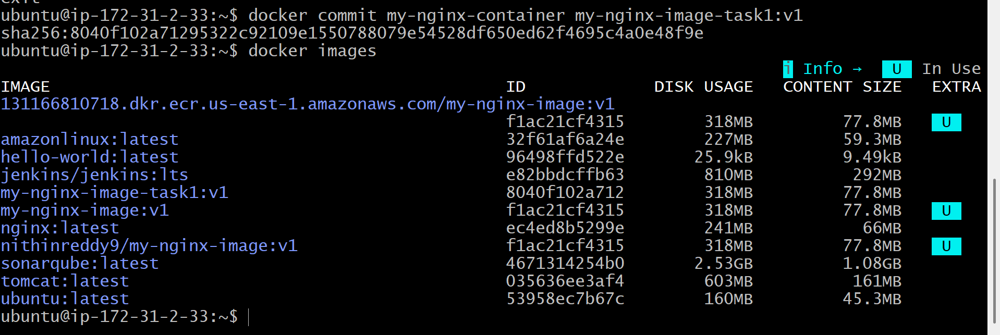 exit
ubuntu@ip-172-31-2-33:~$ docker commit my-nginx-container my-nginx-image-task1:v1
sha256:8040f102a71295322c92109e1550788079e54528df650ed62f4695c4a0e48f9e
ubuntu@ip-172-31-2-33:~$ docker images
i Info → U In Use
IMAGE ID DISK USAGE CONTENT SIZE EXTRA
131166810718.dkr.ecr.us-east-1.amazonaws.com/my-nginx-image:v1
f1ac21cf4315 318MB 77.8MB U
amazonlinux:latest 32f61af6a24e 227MB 59.3MB
hello-world:latest 96498ffd522e 25.9kB 9.49kB
jenkins/jenkins:lts e82bbdcffb63 810MB 292MB
my-nginx-image-task1:v1 8040f102a712 318MB 77.8MB
my-nginx-image:v1 f1ac21cf4315 318MB 77.8MB U
nginx:latest ec4ed8b5299e 241MB 66MB
nithinreddy9/my-nginx-image:v1 f1ac21cf4315 318MB 77.8MB U
sonarqube:latest 4671314254b0 2.53GB 1.08GB
tomcat:latest 035636ee3af4 603MB 161MB
ubuntu:latest 53958ec7b67c 160MB 45.3MB
ubuntu@ip-172-31-2-33:~$